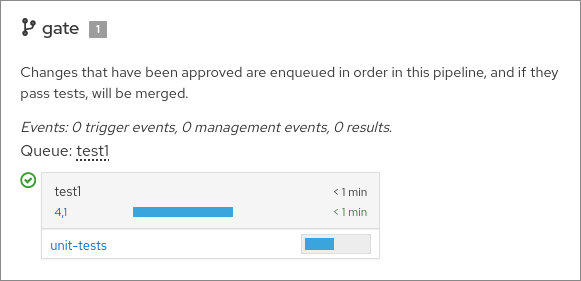 gate 1
Changes that have been approved are enqueued in order in this pipeline, and if they
pass tests, will be merged.
Events: 0 trigger events, 0 management events, 0 results.
Queue: test1
test1 < 1 min
4,1 < 1 min
unit-tests